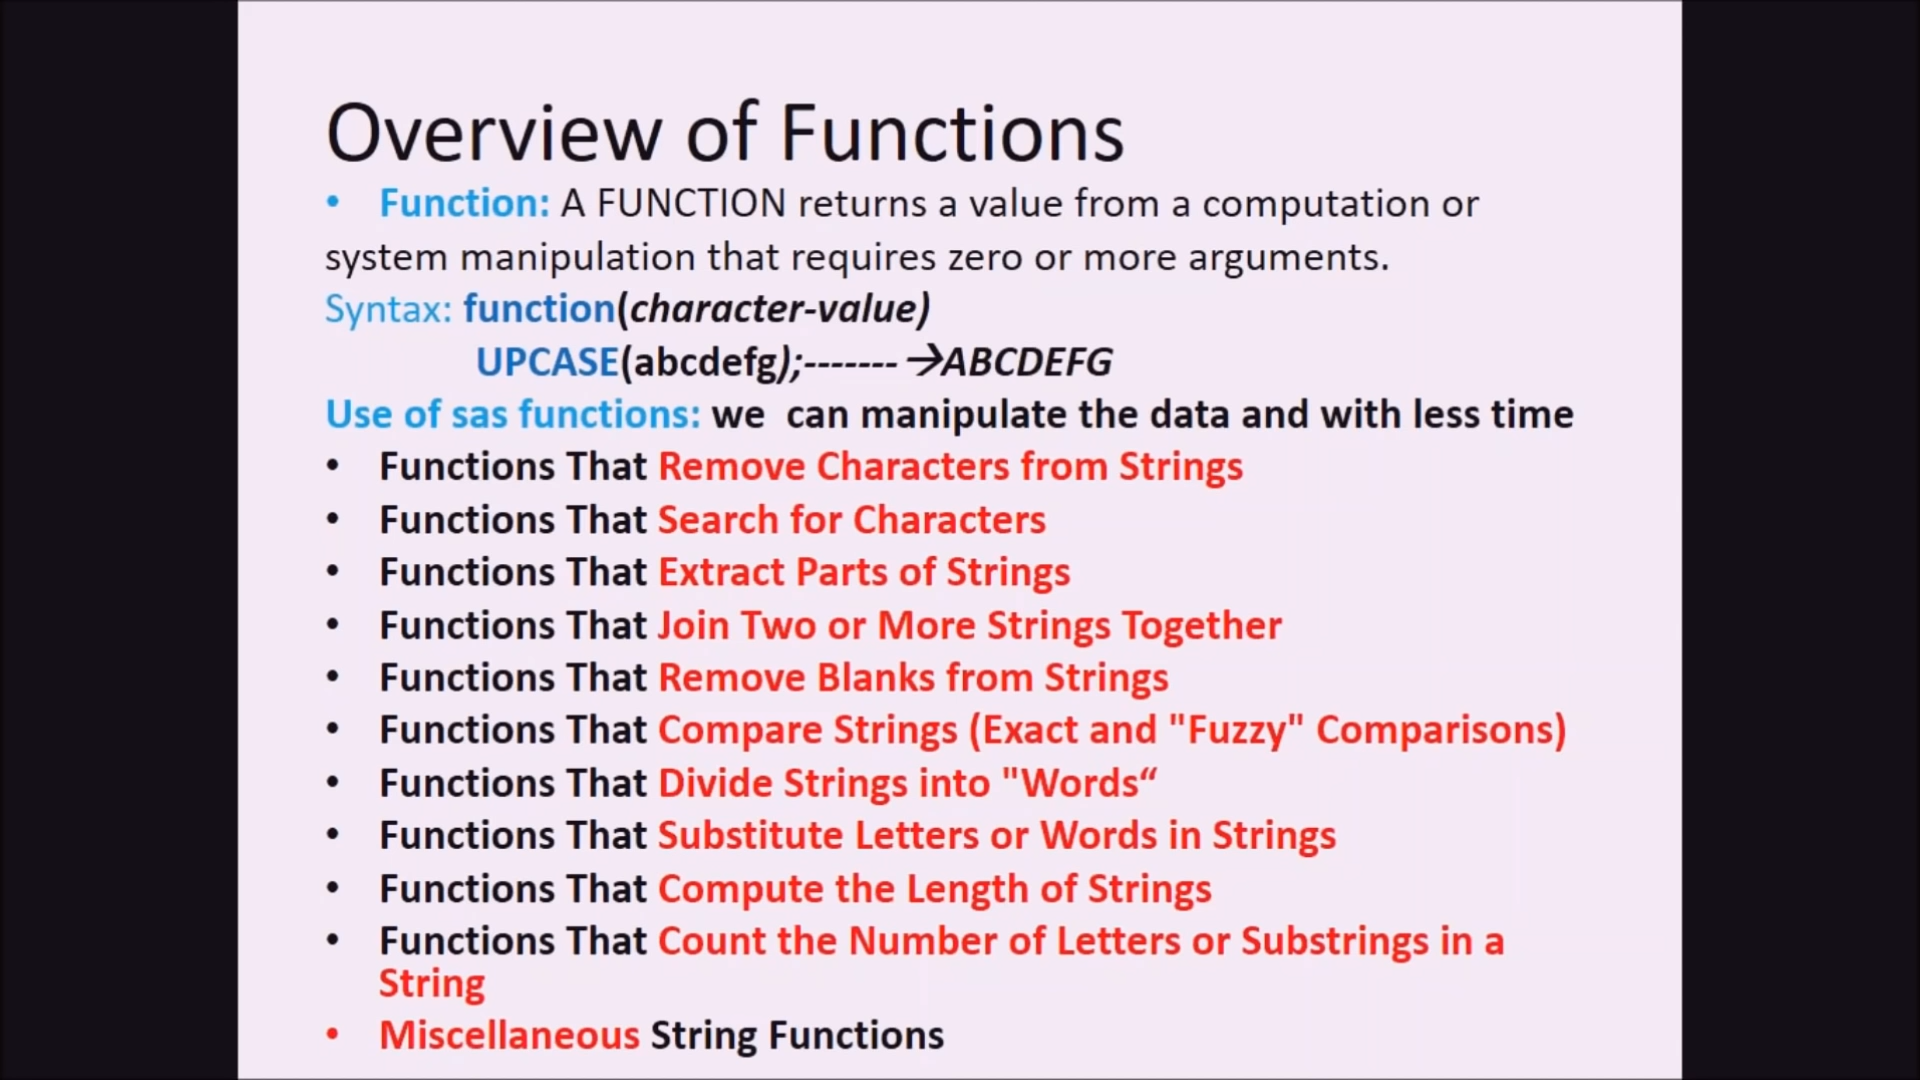 Overview of Functions
• Function: A FUNCTION returns a value from a computation or
system manipulation that requires zero or more arguments.
Syntax: function(character-value)
UPCASE(abcdefg);-------→ABCDEFG
Use of sas functions: we  can manipulate the data and with less time
• Functions That Remove Characters from Strings
• Functions That Search for Characters
• Functions That Extract Parts of Strings
• Functions That Join Two or More Strings Together
• Functions That Remove Blanks from Strings
• Functions That Compare Strings (Exact and "Fuzzy" Comparisons)
• Functions That Divide Strings into "Words“
• Functions That Substitute Letters or Words in Strings
• Functions That Compute the Length of Strings
• Functions That Count the Number of Letters or Substrings in a
String
• Miscellaneous String Functions